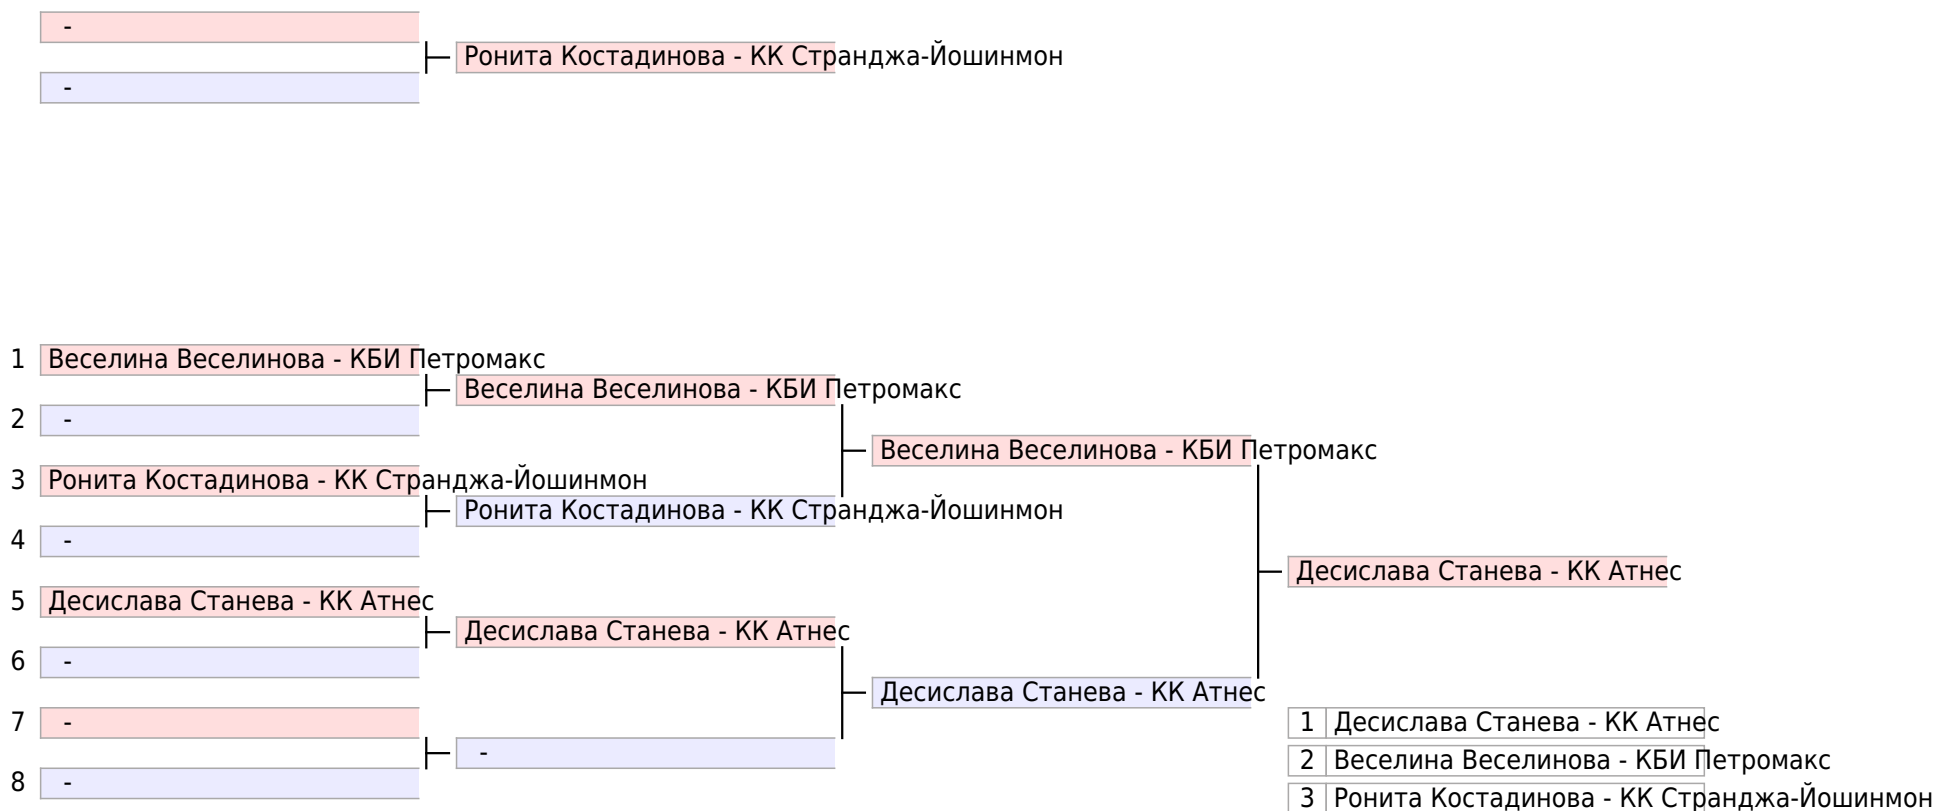 -
Ронита Костадинова - КК Странджа-Йошинмон
-
1 Веселина Веселинова - КБИ Петромакс
Веселина Веселинова - КБИ Петромакс
2 -
Веселина Веселинова - КБИ Петромакс
3 Ронита Костадинова - КК Странджа-Йошинмон
Ронита Костадинова - КК Странджа-Йошинмон
4 -
Десислава Станева - КК Атнес
5 Десислава Станева - КК Атнес
Десислава Станева - КК Атнес
6 -
Десислава Станева - КК Атнес
7 -
1 Десислава Станева - КК Атнес
-
2 Веселина Веселинова - КБИ Петромакс
8 -
3 Ронита Костадинова - КК Странджа-Йошинмон